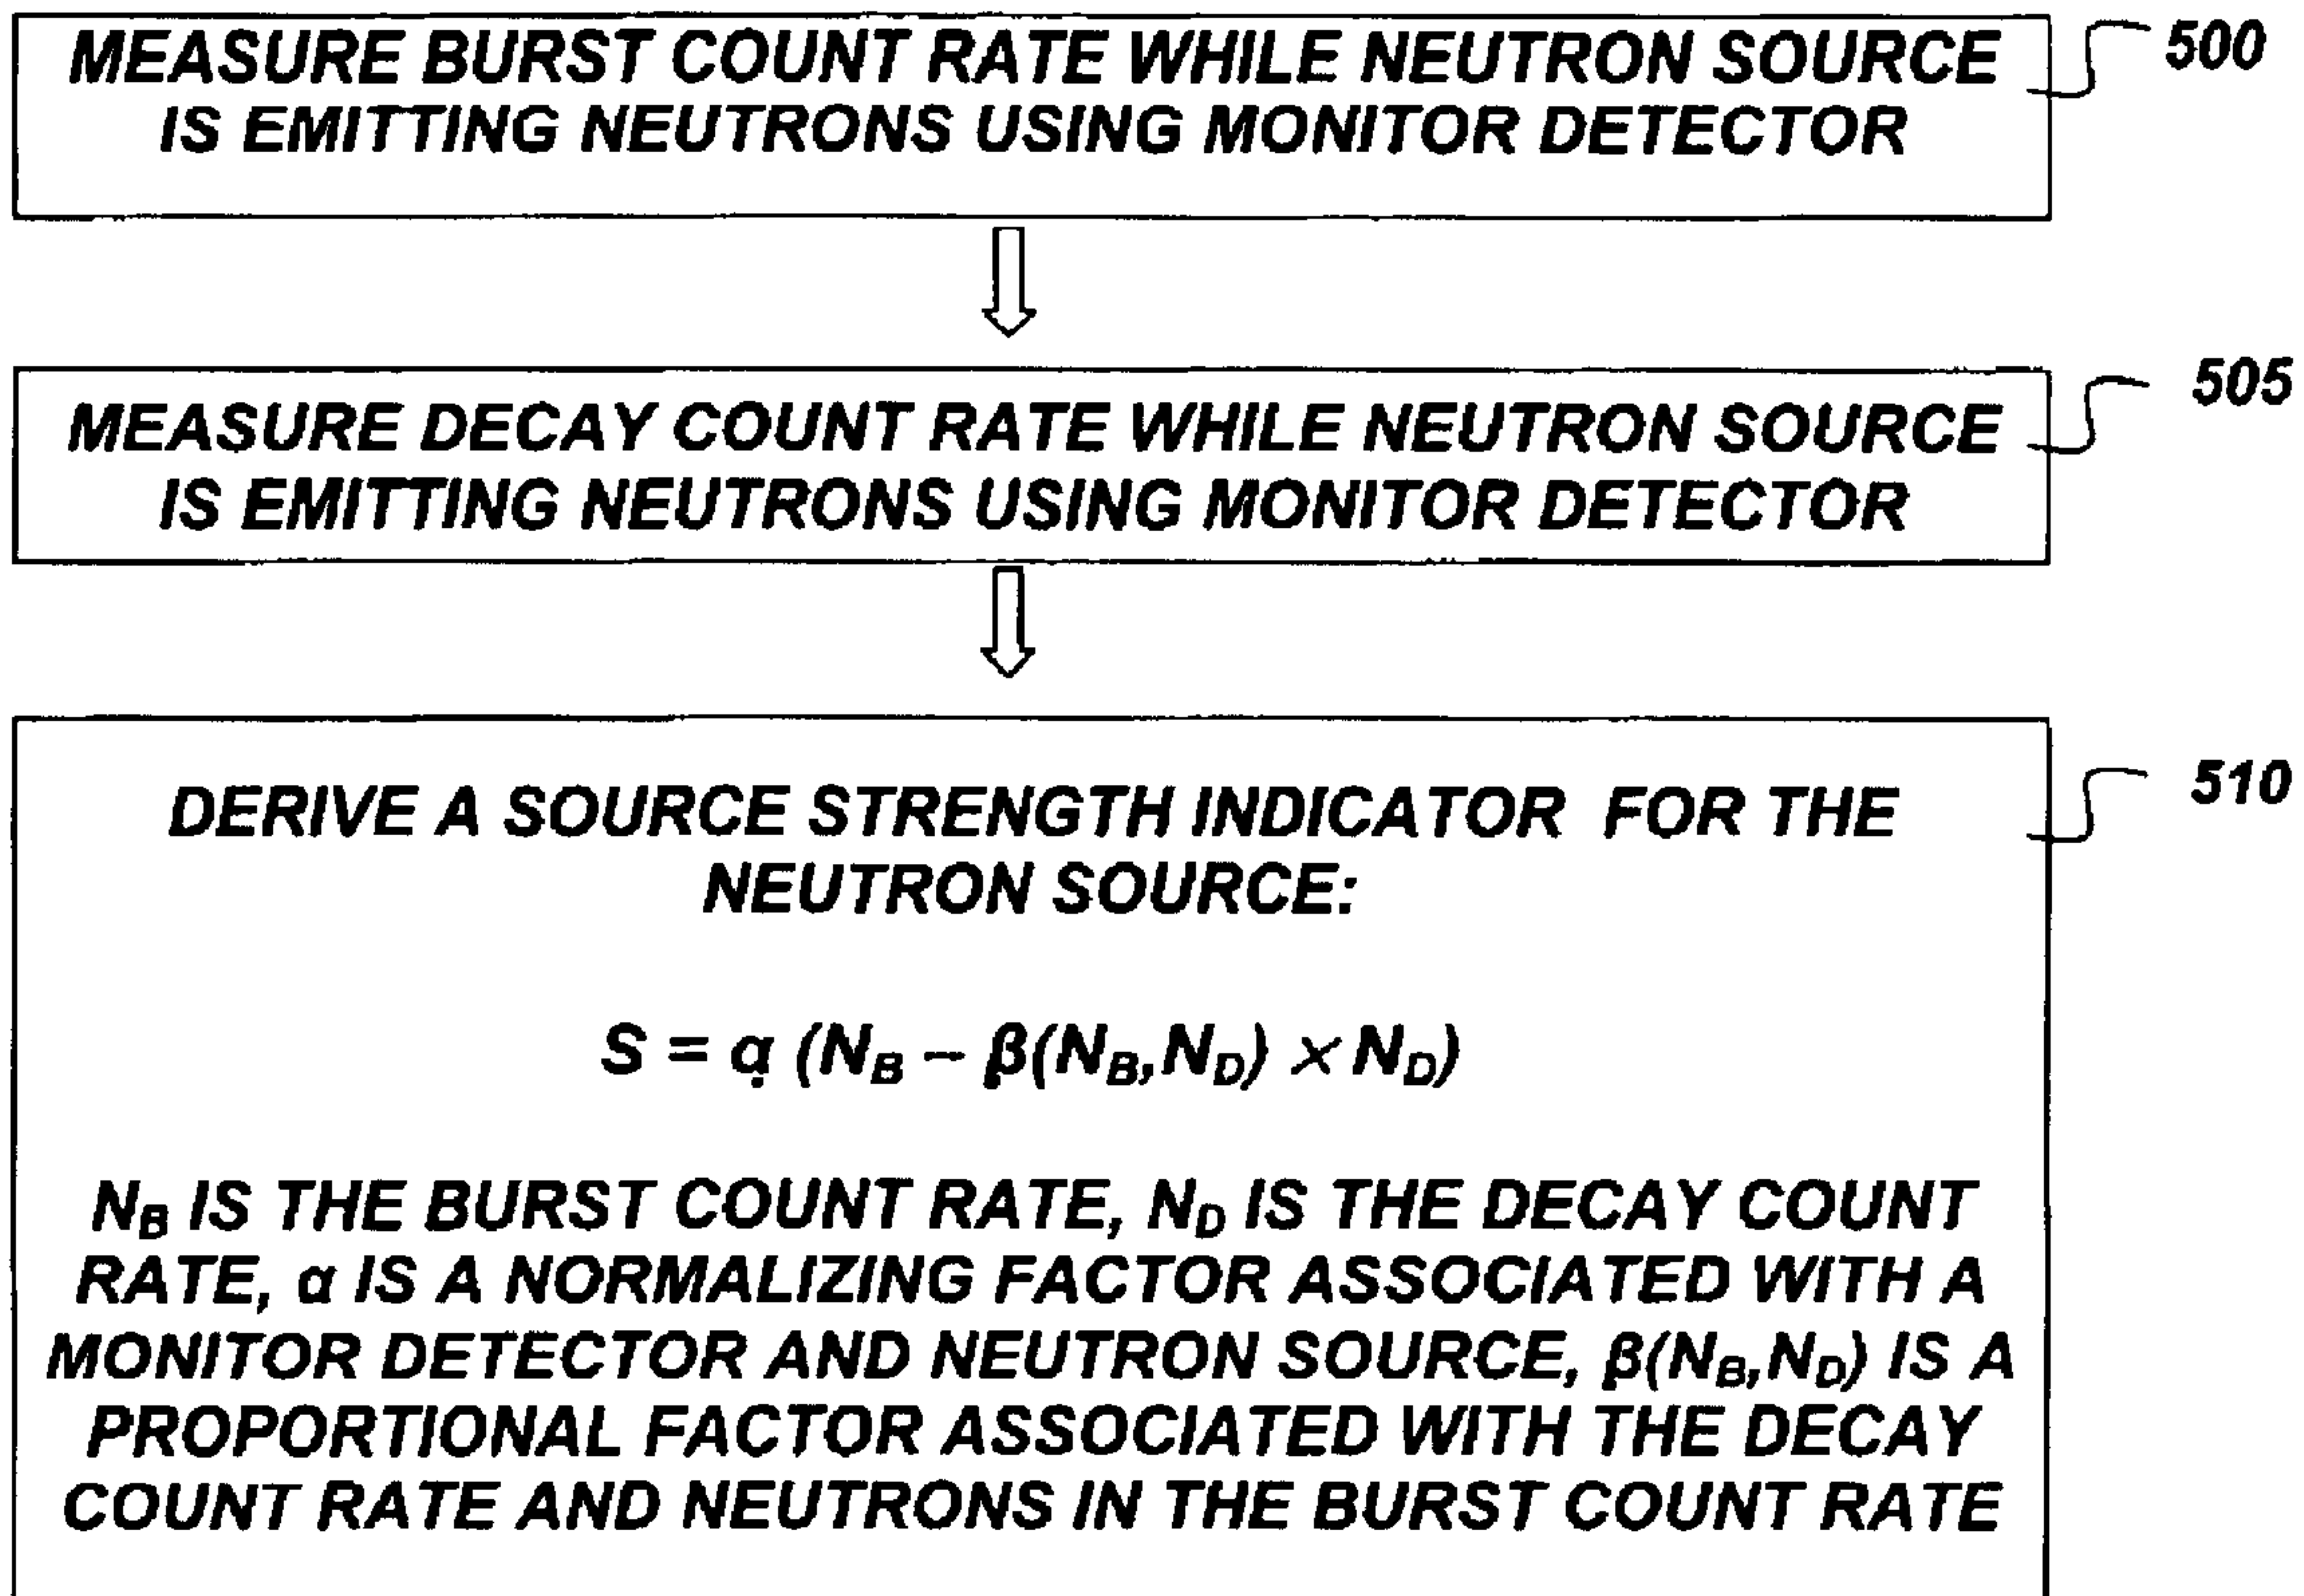 MEASURE BURST COUNT RATE WHILE NEUTRON SOURCE
IS EMITTING NEUTRONS USING MONITOR DETECTOR
500
MEASURE DECAY COUNT RATE WHILE NEUTRON SOURCE
IS EMITTING NEUTRONS USING MONITOR DETECTOR
505
DERIVE A SOURCE STRENGTH INDICATOR FOR THE
NEUTRON SOURCE:
510
S = α (N_B – β(N_B,N_D) × N_D)
N_B IS THE BURST COUNT RATE, N_D IS THE DECAY COUNT
RATE, α IS A NORMALIZING FACTOR ASSOCIATED WITH A
MONITOR DETECTOR AND NEUTRON SOURCE, β(N_B,N_D) IS A
PROPORTIONAL FACTOR ASSOCIATED WITH THE DECAY
COUNT RATE AND NEUTRONS IN THE BURST COUNT RATE